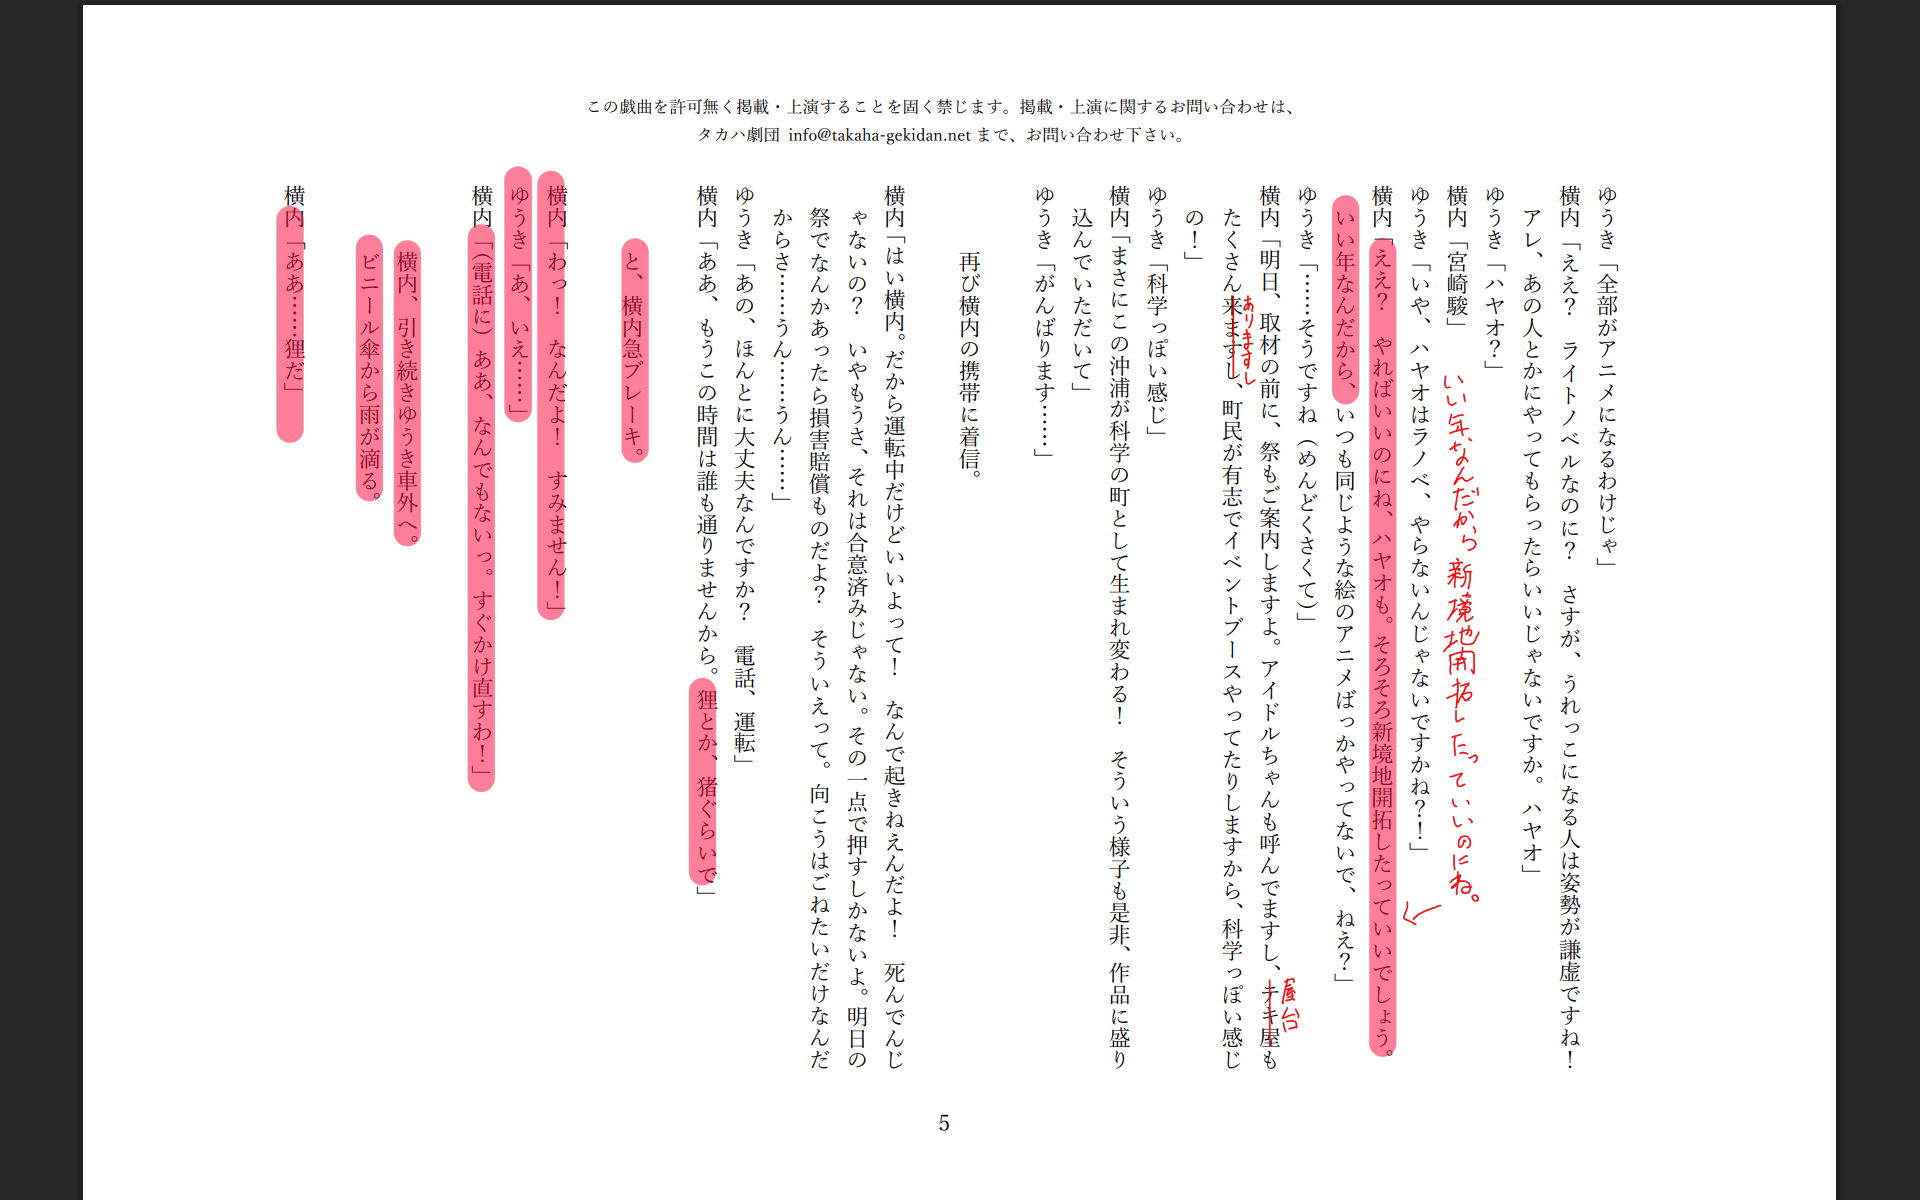 この戯曲を許可無く掲載・上演することを固く禁じます。掲載・上演に関するお問い合わせは、
タカハ劇団 info@takaha-gekidan.net まで、お問い合わせ下さい。
ゆうき「全部がアニメになるわけじゃ」
横内「ええ？　ライトノベルなのに？　さすが、うれっこになる人は姿勢が謙虚ですね！
アレ、あの人とかにやってもらったらいいじゃないですか。ハヤオ」
ゆうき「ハヤオ？」
横内「宮崎駿」
いい年なんだから新境地開拓したっていいのにね。
ゆうき「いや、ハヤオはラノベ、やらないんじゃないですかね？！」
横内「ええ？　やればいいのにね、ハヤオも。そろそろ新境地開拓したっていいでしょう。
いい年なんだから、いつも同じような絵のアニメばっかやってないで、ねえ？」
ゆうき「……そうですね（めんどくさくて）」
屋台
横内「明日、取材の前に、祭もご案内しますよ。アイドルちゃんも呼んでますし、テキ屋も
ありますし
たくさん来ますし、町民が有志でイベントブースやってたりしますから、科学っぽい感じ
の！」
ゆうき「科学っぽい感じ」
横内「まさにこの沖浦が科学の町として生まれ変わる！　そういう様子も是非、作品に盛り
込んでいただいて」
ゆうき「がんばります……」
再び横内の携帯に着信。
横内「はい横内。だから運転中だけどいいよって！　なんで起きねえんだよ！　死んでんじ
ゃないの？　いやもうさ、それは合意済みじゃない。その一点で押すしかないよ。明日の
祭でなんかあったら損害賠償ものだよ？　そういえって。向こうはごねたいだけなんだ
からさ……うん……うん……」
ゆうき「あの、ほんとに大丈夫なんですか？　電話、運転」
横内「ああ、もうこの時間は誰も通りませんから。狸とか、猪ぐらいで」
と、横内急ブレーキ。
横内「わっ！　なんだよ！　すみません！」
ゆうき「あ、いえ……」
横内「（電話に）ああ、なんでもないっ。すぐかけ直すわ！」
横内、引き続きゆうき車外へ。
ビニール傘から雨が滴る。
横内「ああ……狸だ」
5